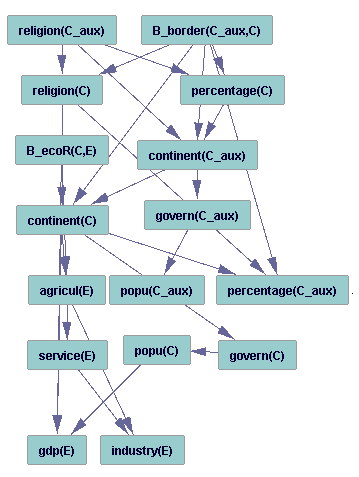 religion(C_aux)
B_border(C_aux,C)
religion(C)
percentage(C)
B_ecoR(C,E)
continent(C_aux)
continent(C)
govern(C_aux)
agricul(E)
popu(C_aux)
percentage(C_aux)
service(E)
popu(C)
govern(C)
gdp(E)
industry(E)